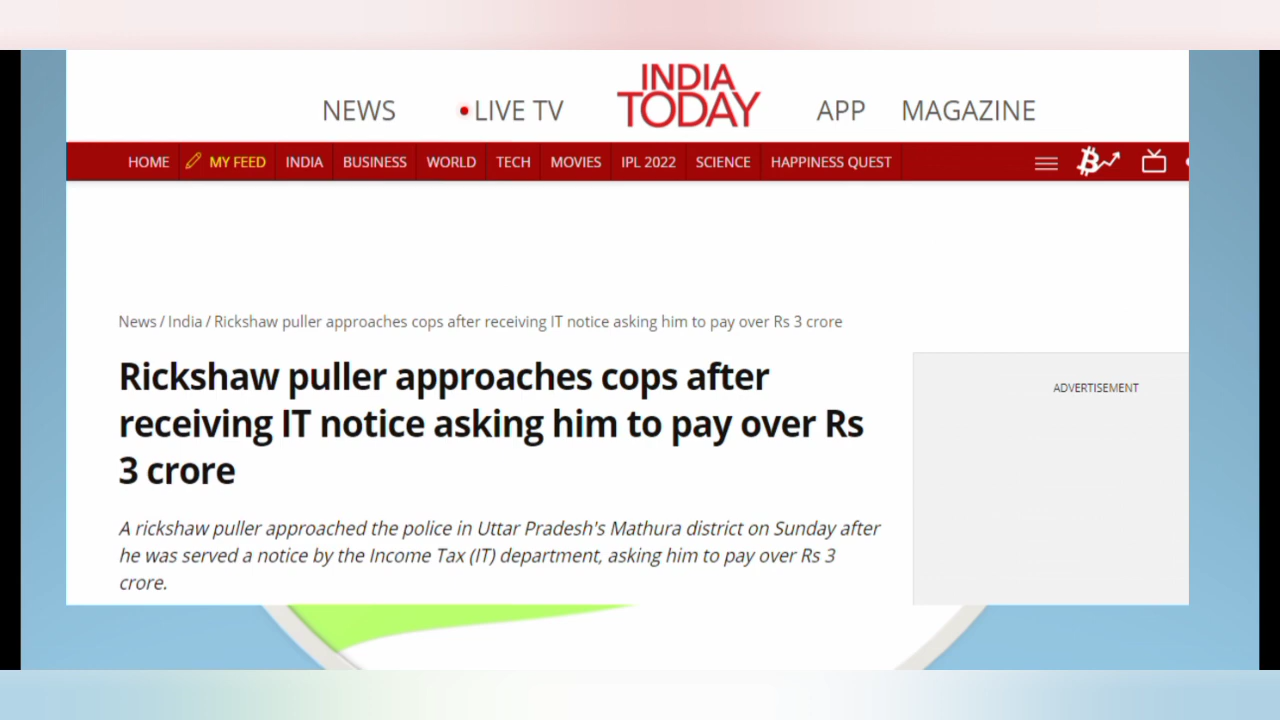 NEWS
LIVE TV
INDIA
TODAY
APP
MAGAZINE
HOME
MY FEED
INDIA
BUSINESS
WORLD
TECH
MOVIES
IPL 2022
SCIENCE
HAPPINESS QUEST
News / India / Rickshaw puller approaches cops after receiving IT notice asking him to pay over Rs 3 crore
Rickshaw puller approaches cops after
receiving IT notice asking him to pay over Rs
3 crore
ADVERTISEMENT
A rickshaw puller approached the police in Uttar Pradesh's Mathura district on Sunday after
he was served a notice by the Income Tax (IT) department, asking him to pay over Rs 3
crore.